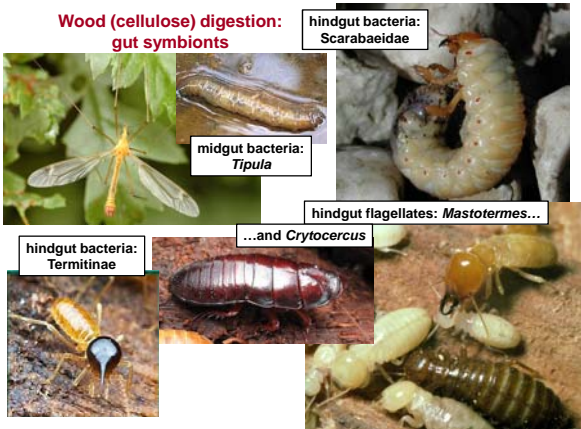 Wood (cellulose) digestion:
gut symbionts
hindgut bacteria:
Scarabaeidae
midgut bacteria:
Tipula
hindgut flagellates: Mastotermes…
…and Crytocercus
hindgut bacteria:
Termitinae